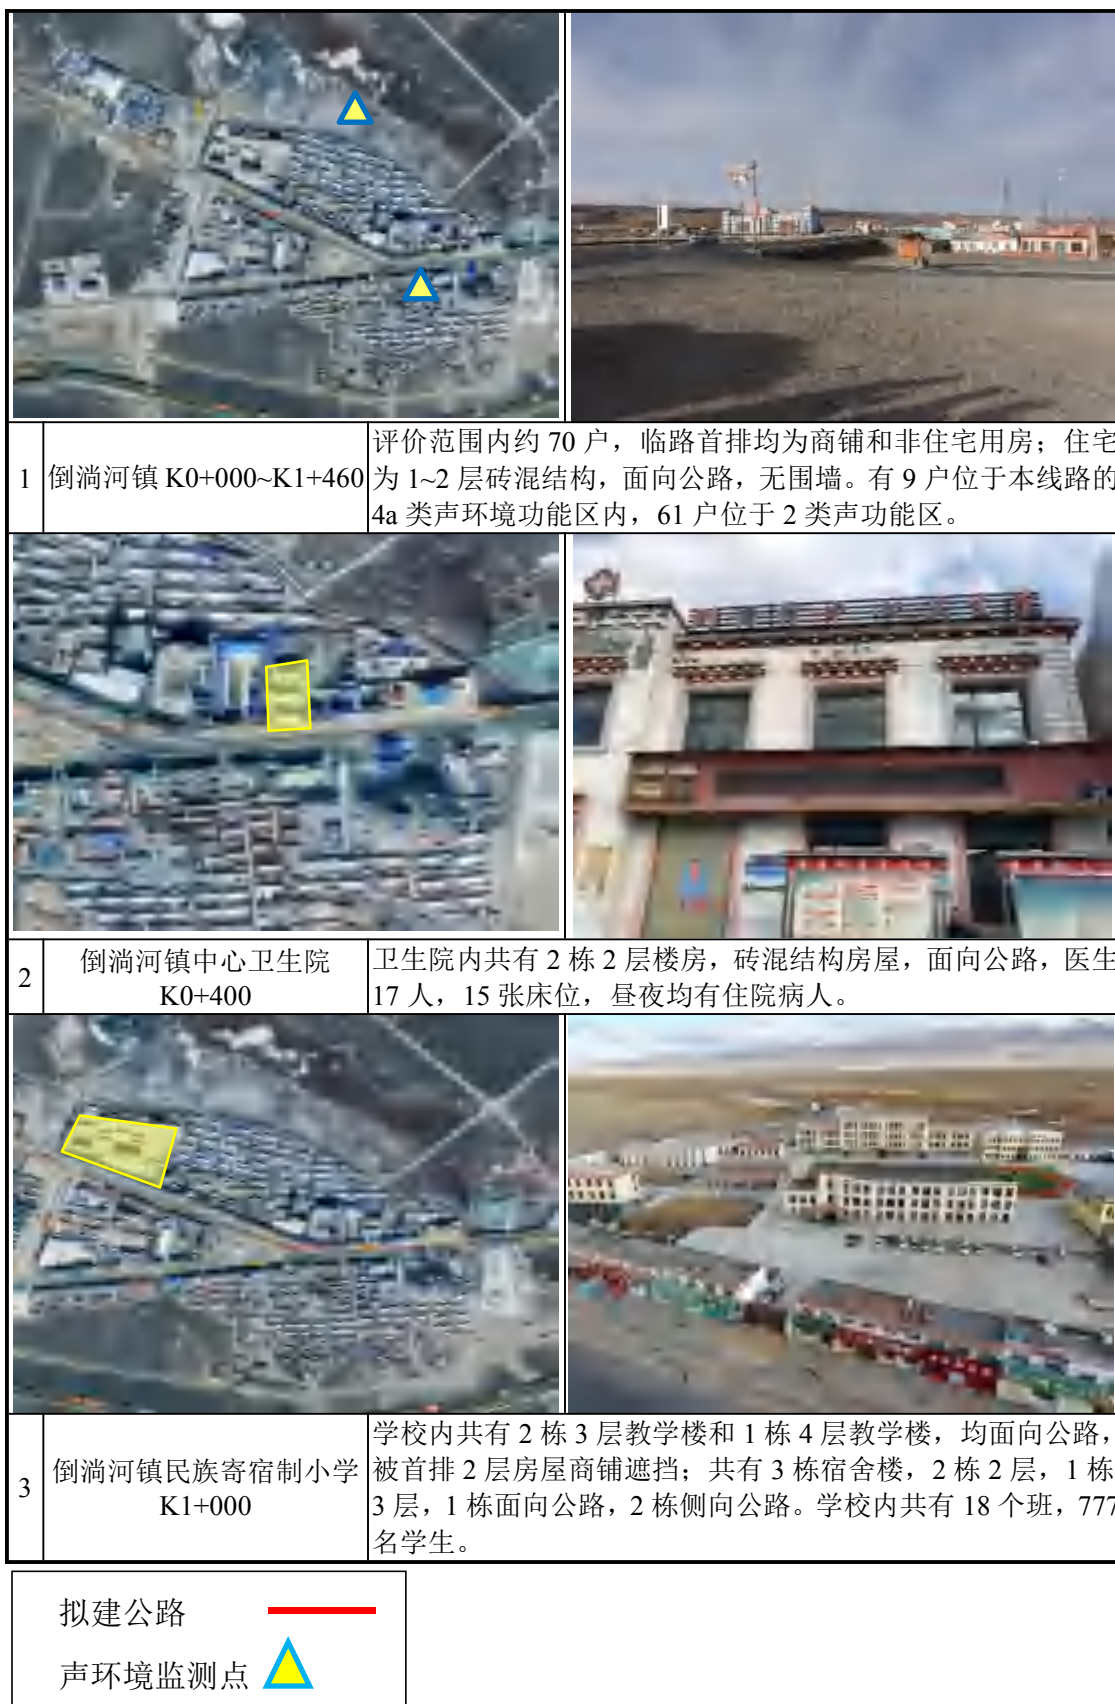 1
倒淌河镇 K0+000~K1+460
评价范围内约 70 户，临路首排均为商铺和非住宅用房；住宅
为 1~2 层砖混结构，面向公路，无围墙。有 9 户位于本线路的
4a 类声环境功能区内，61 户位于 2 类声功能区。
2
倒淌河镇中心卫生院
K0+400
卫生院内共有 2 栋 2 层楼房，砖混结构房屋，面向公路，医生
17 人，15 张床位，昼夜均有住院病人。
3
倒淌河镇民族寄宿制小学
K1+000
学校内共有 2 栋 3 层教学楼和 1 栋 4 层教学楼，均面向公路，
被首排 2 层房屋商铺遮挡；共有 3 栋宿舍楼，2 栋 2 层，1 栋
3 层，1 栋面向公路，2 栋侧向公路。学校内共有 18 个班，777
名学生。
拟建公路
声环境监测点